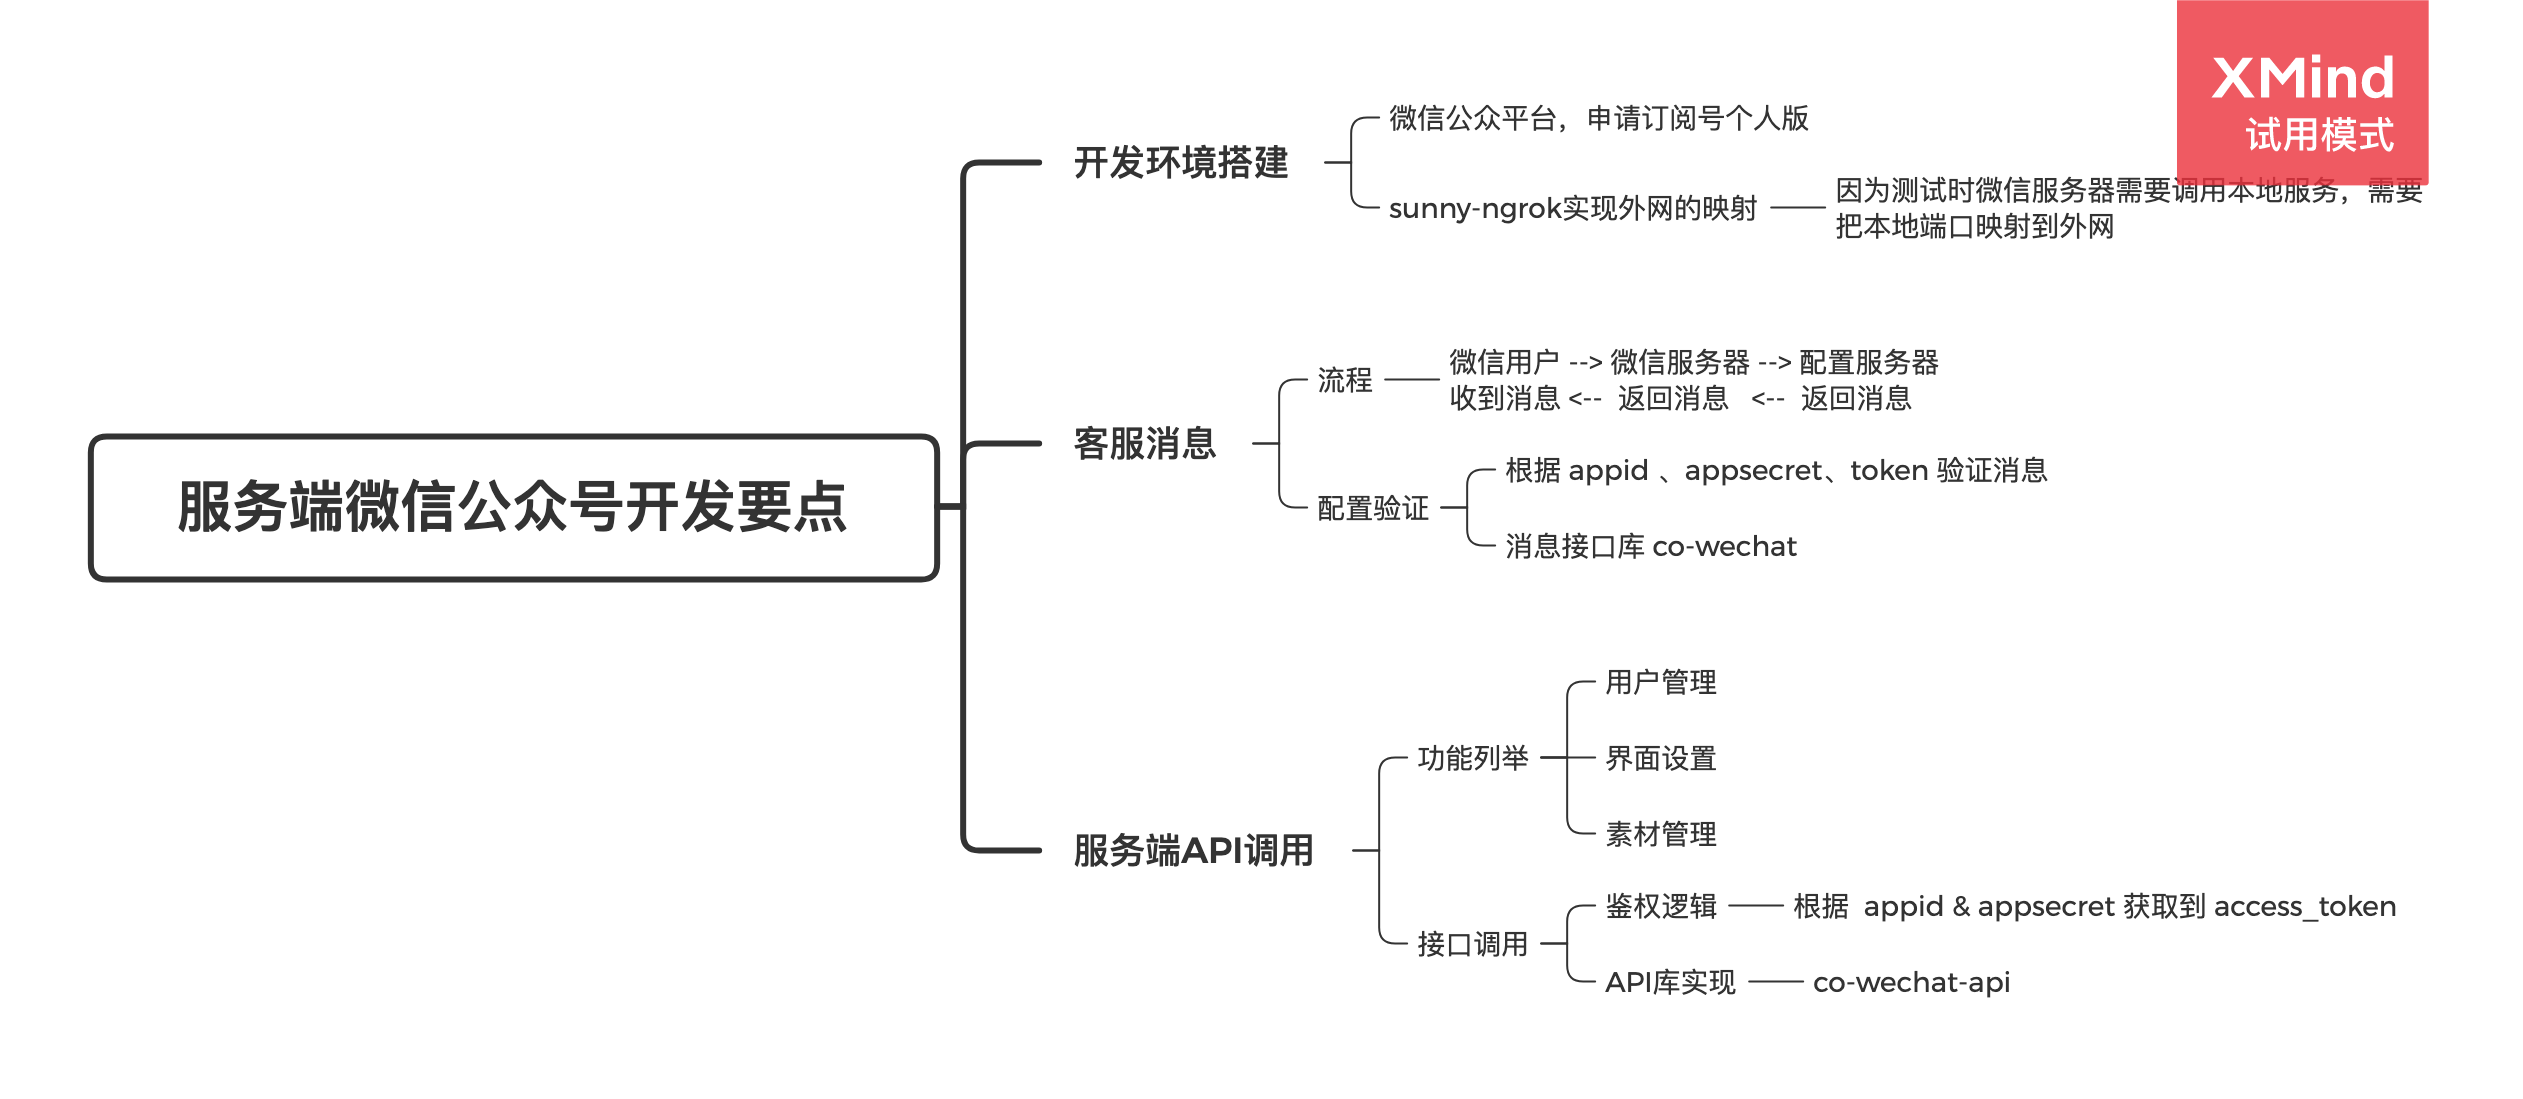 XMind
试用模式
服务端微信公众号开发要点
开发环境搭建
微信公众平台，申请订阅号个人版
sunny-ngrok实现外网的映射
因为测试时微信服务器需要调用本地服务，需要
把本地端口映射到外网
客服消息
流程
微信用户 --> 微信服务器 --> 配置服务器
收到消息 <-- 返回消息 <-- 返回消息
配置验证
根据 appid 、appsecret、token 验证消息
消息接口库 co-wechat
服务端API调用
功能列举
用户管理
界面设置
素材管理
接口调用
鉴权逻辑
根据 appid & appsecret 获取到 access_token
API库实现
co-wechat-api